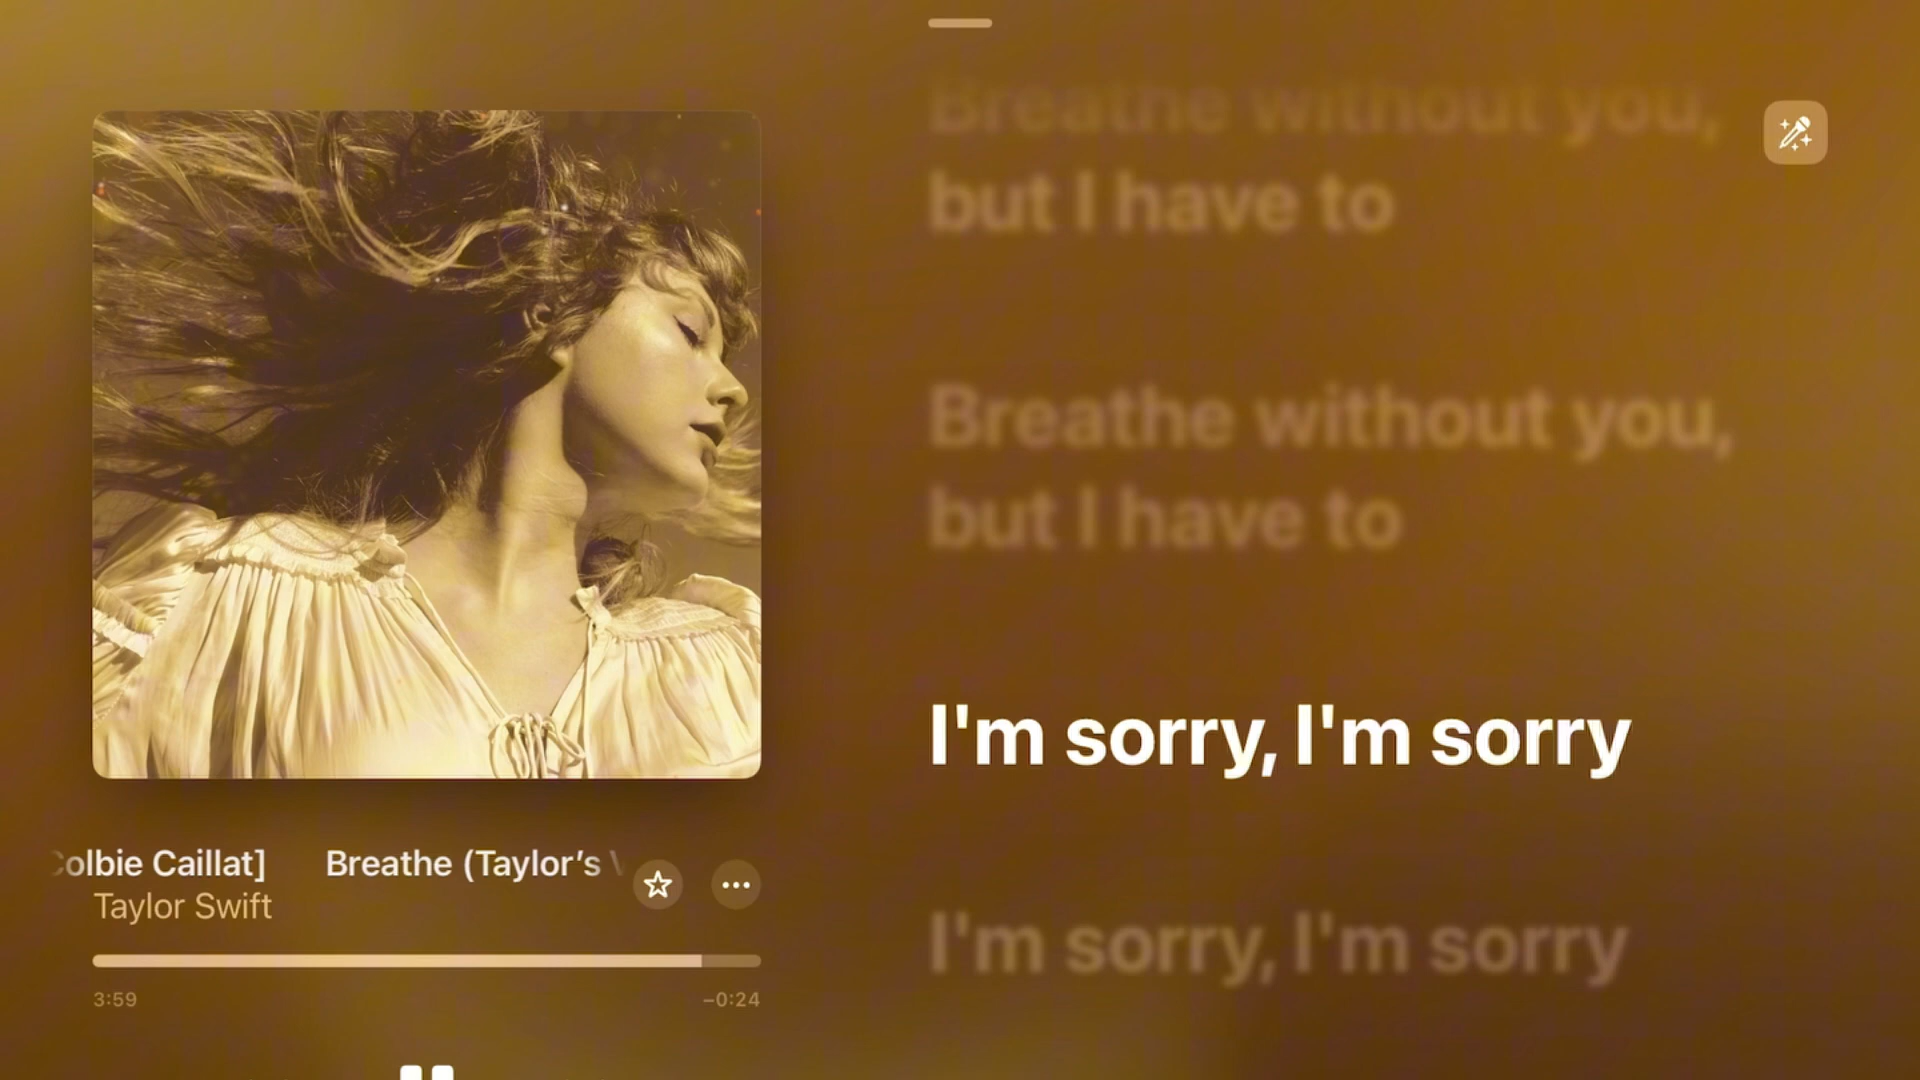 Breathe without you,
but I have to
Breathe without you,
but I have to
I'm sorry, I'm sorry
I'm sorry, I'm sorry
Colbie Caillat] Breathe (Taylor’s V
Taylor Swift
3:59 −0:24